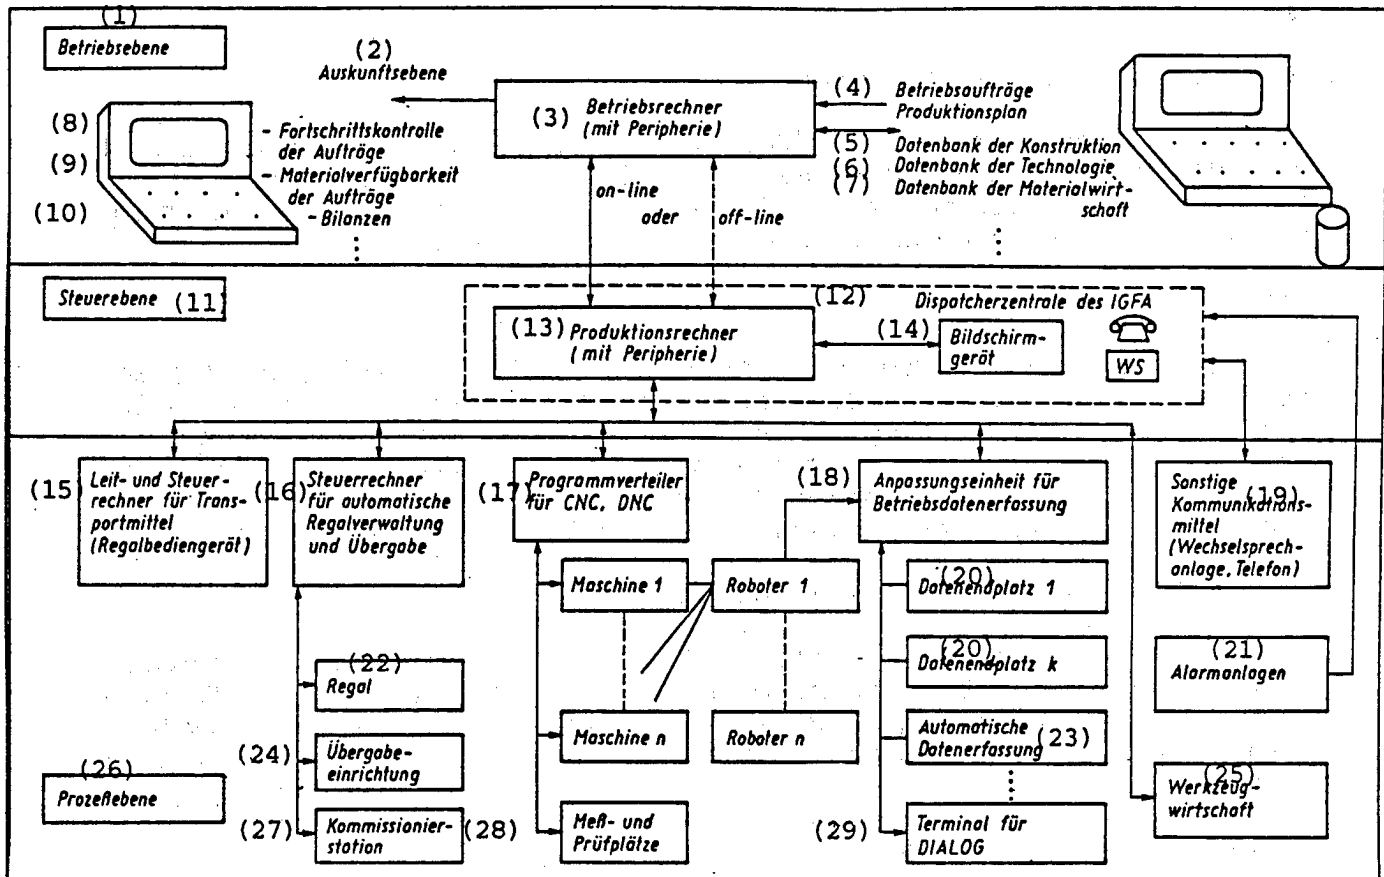 (1)
Betriebsebene
(2)
Auskunftsebene
(3) Betriebsrechner
(mit Peripherie)
(4) Betriebsaufträge
Produktionsplan
(5) Datenbank der Konstruktion
(6) Datenbank der Technologie
(7) Datenbank der Materialwirt-
schaft
(8) - Fortschrittskontrolle
der Aufträge
(9) - Materialverfügbarkeit
der Aufträge
(10) - Bilanzen
on-line
oder
off-line
Steuerebene (11)
(12) Dispatcherzentrale des IGFA
(13) Produktionsrechner
(mit Peripherie)
(14) Bildschirm-
gerät
WS
(15) Leit- und Steuer-
rechner für Trans-
portmittel
(Regalbediengerät)
(16) Steuerrechner
für automatische
Regalverwaltung
und Übergabe
(17) Programmverteiler
für CNC, DNC
(18) Anpassungseinheit für
Betriebsdatenerfassung
Sonstige (19)
Kommunikations-
mittel
(Wechselsprech-
anlage, Telefon)
Maschine 1
Roboter 1
(20)
Datenendplatz 1
(20)
Datenendplatz k
(21)
Alarmanlagen
(22)
Regal
Maschine n
Roboter n
Automatische
Datenerfassung (23)
(24) Übergabe-
einrichtung
(25)
Werkzeug-
wirtschaft
(26)
Prozeßebene
(27) Kommissionier-
station
(28) Meß- und
Prüfplätze
(29) Terminal für
DIALOG